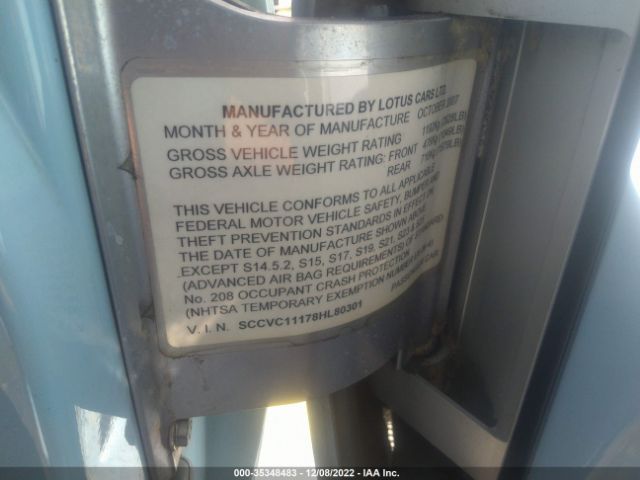 MANUFACTURED BY LOTUS CARS LTD.
MONTH & YEAR OF MANUFACTURE OCTOBER 2007
GROSS VEHICLE WEIGHT RATING
GROSS AXLE WEIGHT RATING: FRONT
REAR
THIS VEHICLE CONFORMS TO ALL APPLICABLE
FEDERAL MOTOR VEHICLE SAFETY, BUMPER AND
THEFT PREVENTION STANDARDS IN EFFECT ON
THE DATE OF MANUFACTURE SHOWN ABOVE
EXCEPT S14.5.2, S15, S17, S19, S21, S23 & S25
(ADVANCED AIR BAG REQUIREMENTS) OF STANDARD
No. 208 OCCUPANT CRASH PROTECTION
(NHTSA TEMPORARY EXEMPTION NUMBER
V. I. N. SCCVC11178HL80301 PASSENGER CAR
000-35348483 - 12/08/2022 - IAA Inc.